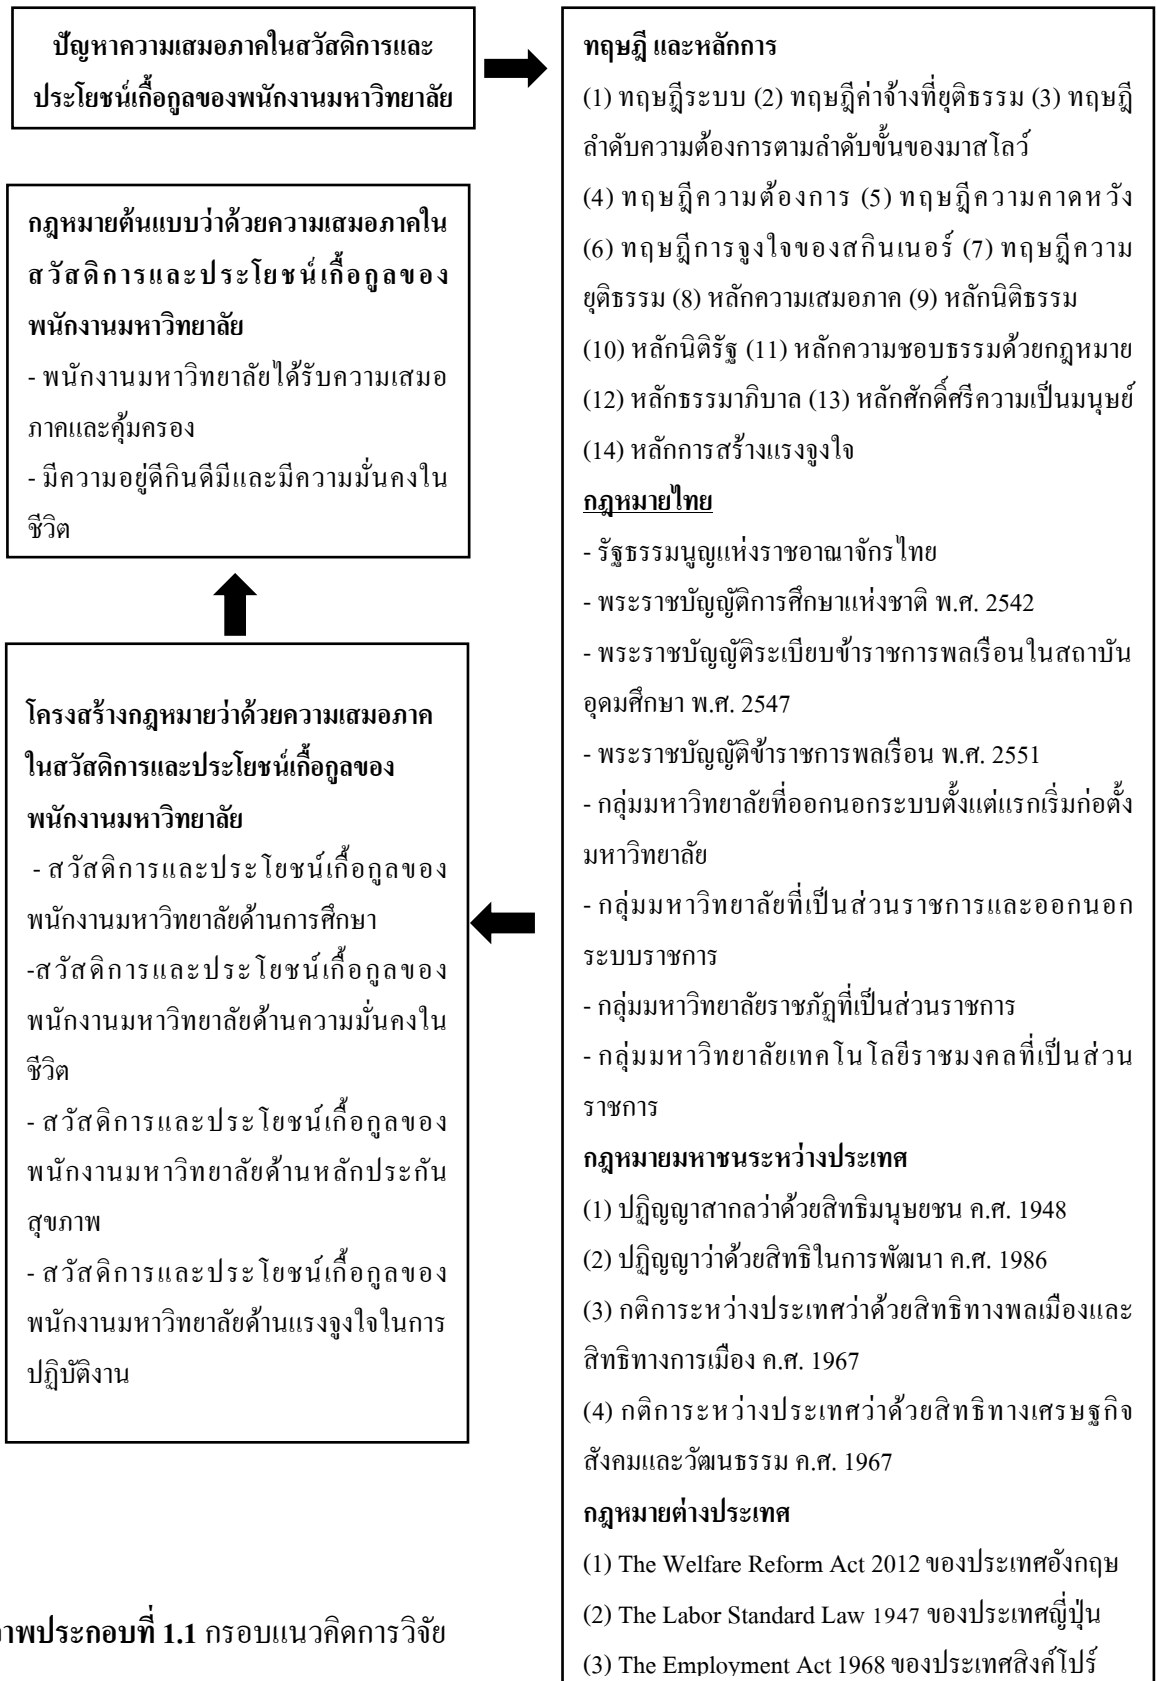 ปัญหาความเสมอภาคในสวัสดิการและ
ประโยชน์เกื้อกูลของพนักงานมหาวิทยาลัย
กฎหมายต้นแบบว่าด้วยความเสมอภาคใน
สวัสดิการและประโยชน์เกื้อกูลของ
พนักงานมหาวิทยาลัย
- พนักงานมหาวิทยาลัยได้รับความเสมอ
ภาคและคุ้มครอง
- มีความอยู่ดีกินดีมีและมีความมั่นคงใน
ชีวิต
โครงสร้างกฎหมายว่าด้วยความเสมอภาค
ในสวัสดิการและประโยชน์เกื้อกูลของ
พนักงานมหาวิทยาลัย
- สวัสดิการและประโยชน์เกื้อกูลของ
พนักงานมหาวิทยาลัยด้านการศึกษา
-สวัสดิการและประโยชน์เกื้อกูลของ
พนักงานมหาวิทยาลัยด้านความมั่นคงใน
ชีวิต
- สวัสดิการและประโยชน์เกื้อกูลของ
พนักงานมหาวิทยาลัยด้านหลักประกัน
สุขภาพ
- สวัสดิการและประโยชน์เกื้อกูลของ
พนักงานมหาวิทยาลัยด้านแรงจูงใจในการ
ปฏิบัติงาน
ทฤษฎี และหลักการ
(1) ทฤษฎีระบบ (2) ทฤษฎีค่าจ้างที่ยุติธรรม (3) ทฤษฎี
ลำดับความต้องการตามลำดับขั้นของมาสโลว์
(4) ทฤษฎีความต้องการ (5) ทฤษฎีความคาดหวัง
(6) ทฤษฎีการจูงใจของสกินเนอร์ (7) ทฤษฎีความ
ยุติธรรม (8) หลักความเสมอภาค (9) หลักนิติธรรม
(10) หลักนิติรัฐ (11) หลักความชอบธรรมด้วยกฎหมาย
(12) หลักธรรมาภิบาล (13) หลักศักดิ์ศรีความเป็นมนุษย์
(14) หลักการสร้างแรงจูงใจ
กฎหมายไทย
- รัฐธรรมนูญแห่งราชอาณาจักรไทย
- พระราชบัญญัติการศึกษาแห่งชาติ พ.ศ. 2542
- พระราชบัญญัติระเบียบข้าราชการพลเรือนในสถาบัน
อุดมศึกษา พ.ศ. 2547
- พระราชบัญญัติข้าราชการพลเรือน พ.ศ. 2551
- กลุ่มมหาวิทยาลัยที่ออกนอกระบบตั้งแต่แรกเริ่มก่อตั้ง
มหาวิทยาลัย
- กลุ่มมหาวิทยาลัยที่เป็นส่วนราชการและออกนอก
ระบบราชการ
- กลุ่มมหาวิทยาลัยราชภัฏที่เป็นส่วนราชการ
- กลุ่มมหาวิทยาลัยเทคโนโลยีราชมงคลที่เป็นส่วน
ราชการ
กฎหมายมหาชนระหว่างประเทศ
(1) ปฏิญญาสากลว่าด้วยสิทธิมนุษยชน ค.ศ. 1948
(2) ปฏิญญาว่าด้วยสิทธิในการพัฒนา ค.ศ. 1986
(3) กติการะหว่างประเทศว่าด้วยสิทธิทางพลเมืองและ
สิทธิทางการเมือง ค.ศ. 1967
(4) กติการะหว่างประเทศว่าด้วยสิทธิทางเศรษฐกิจ
สังคมและวัฒนธรรม ค.ศ. 1967
กฎหมายต่างประเทศ
(1) The Welfare Reform Act 2012 ของประเทศอังกฤษ
(2) The Labor Standard Law 1947 ของประเทศญี่ปุ่น
(3) The Employment Act 1968 ของประเทศสิงค์โปร์
าพประกอบที่ 1.1 กรอบแนวคิดการวิจัย